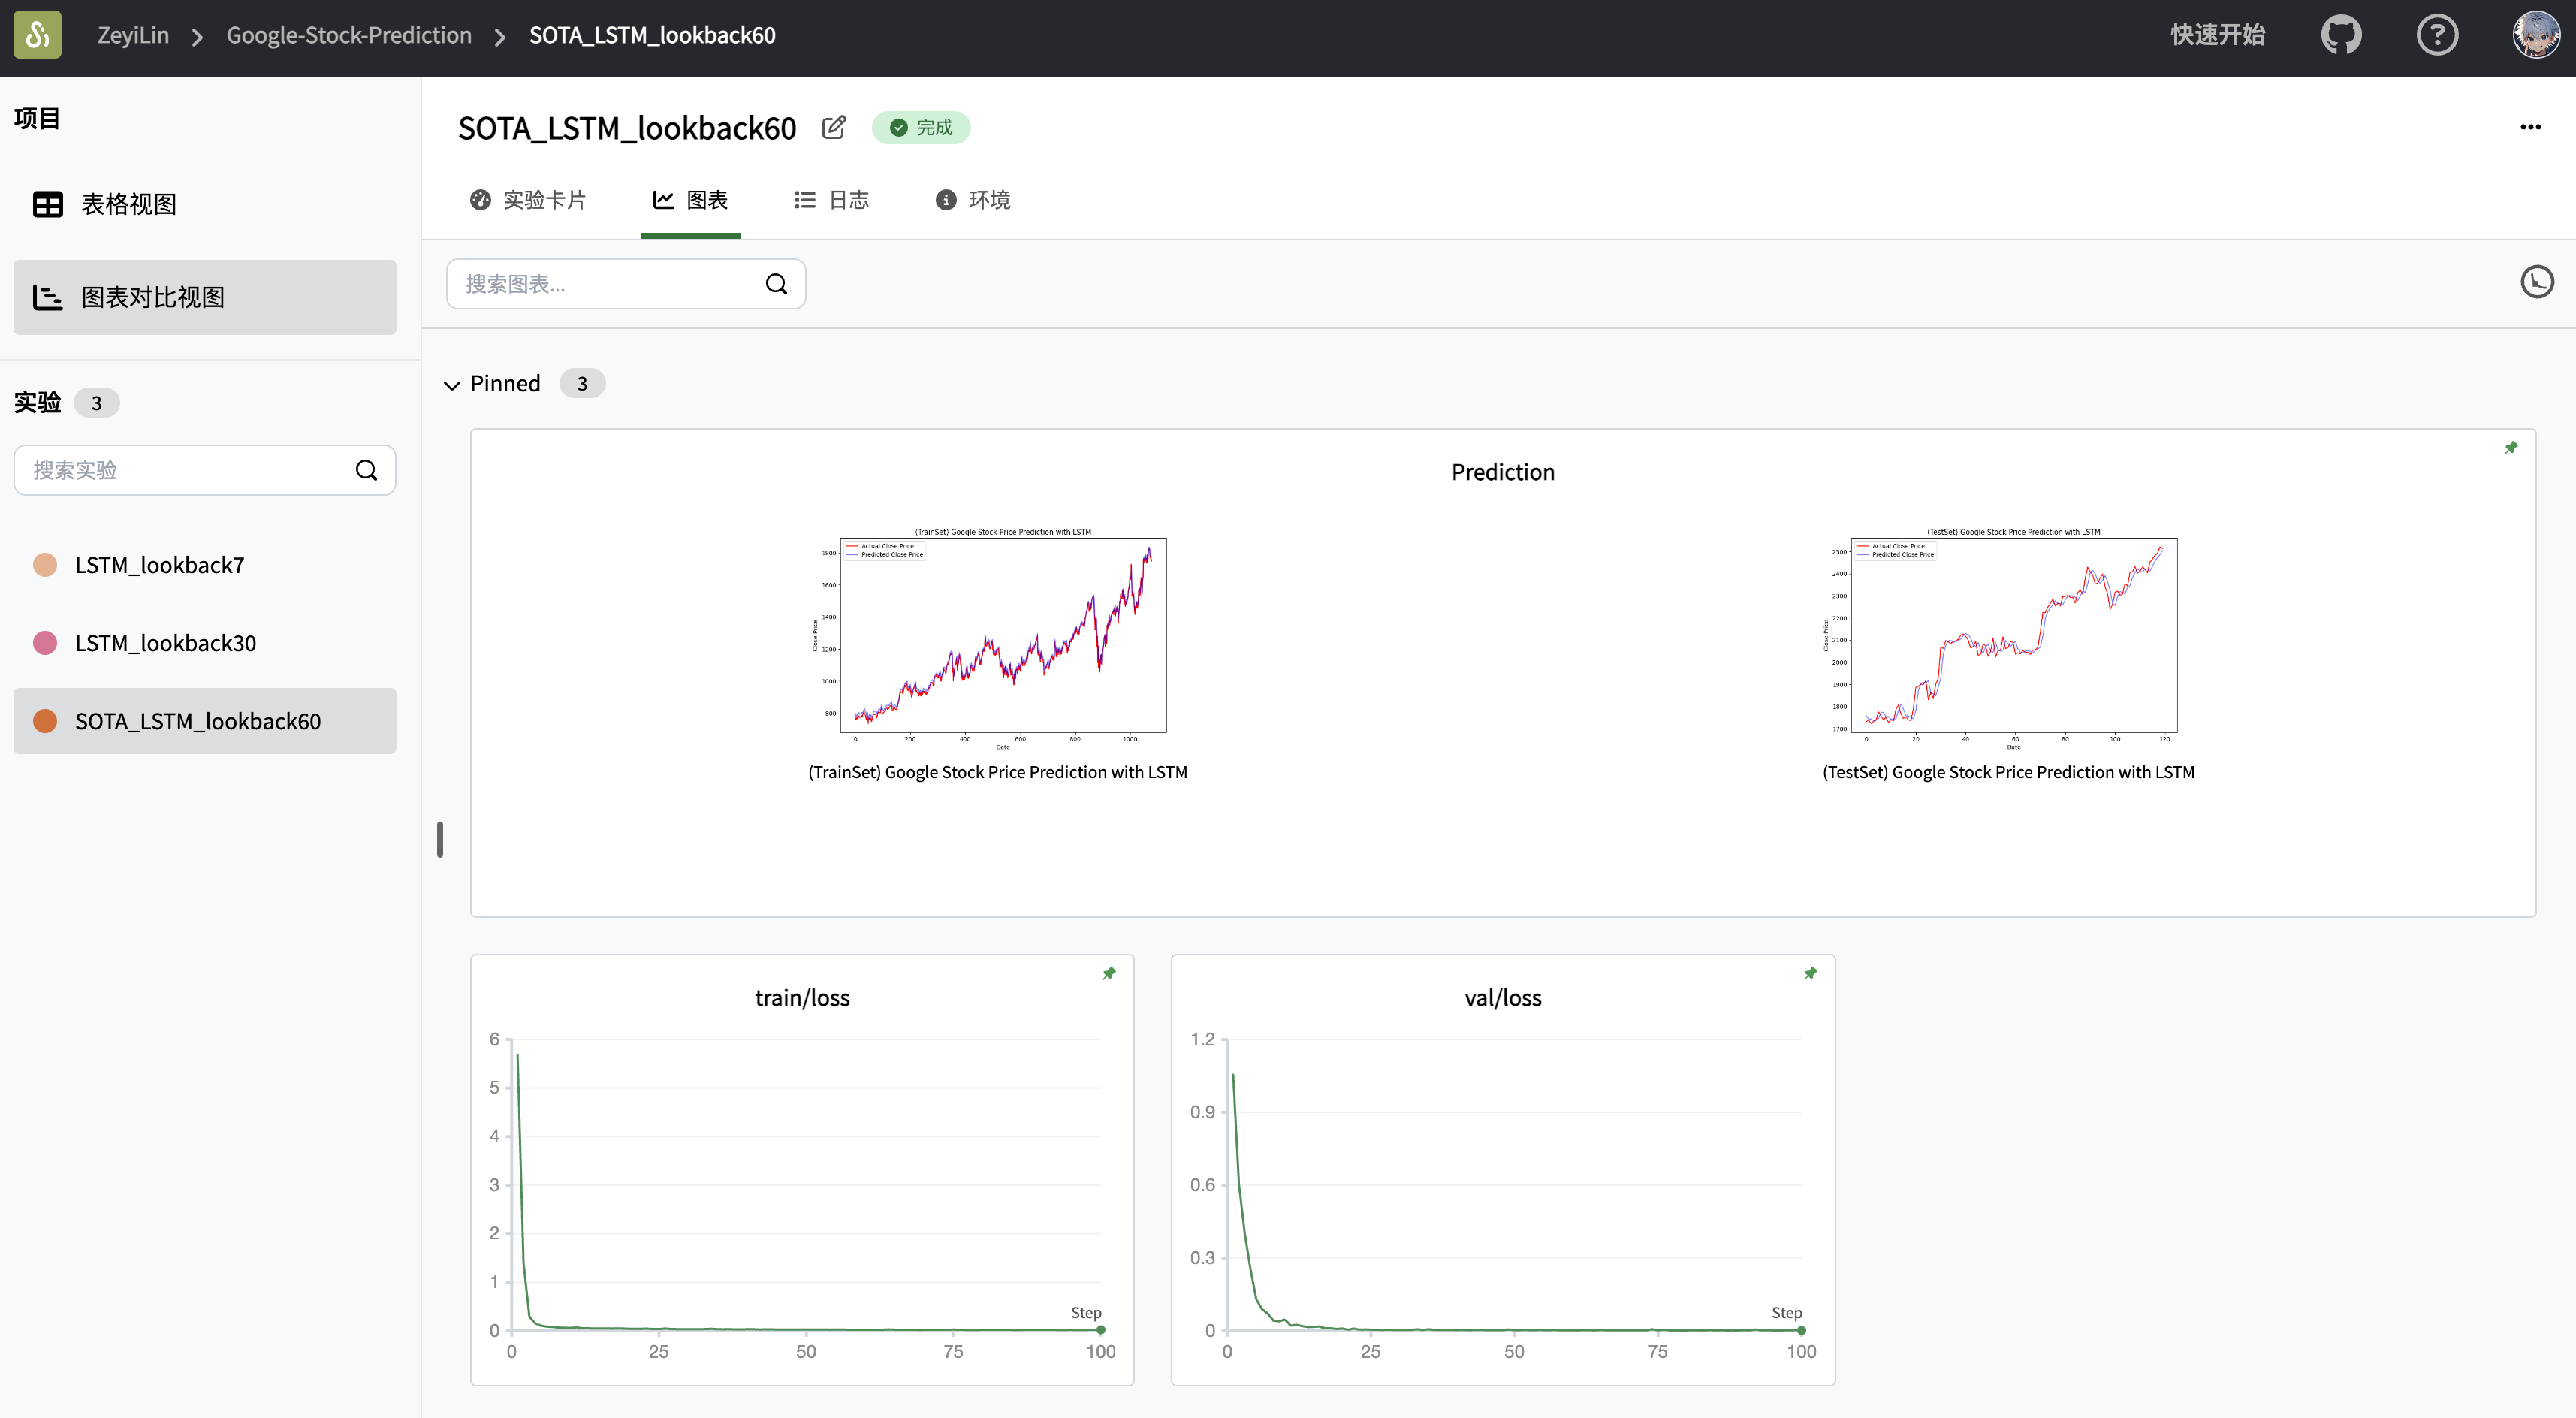 ZeyiLin > Google-Stock-Prediction > SOTA_LSTM_lookback60
快速开始
项目
表格视图
图表对比视图
实验 3
搜索实验
LSTM_lookback7
LSTM_lookback30
SOTA_LSTM_lookback60
SOTA_LSTM_lookback60 完成
实验卡片 图表 日志 环境
搜索图表...
Pinned 3
Prediction
(TrainSet) Google Stock Price Prediction with LSTM
Actual Close Price
Predicted Close Price
Close Price
1800
1600
1400
1200
1000
800
0 200 400 600 800 1000
Date
(TrainSet) Google Stock Price Prediction with LSTM
(TestSet) Google Stock Price Prediction with LSTM
Actual Close Price
Predicted Close Price
Close Price
2500
2400
2300
2200
2100
2000
1900
1800
1700
0 20 40 60 80 100 120
Date
(TestSet) Google Stock Price Prediction with LSTM
train/loss
6
5
4
3
2
1
0
Step
0 25 50 75 100
val/loss
1.2
0.9
0.6
0.3
0
Step
0 25 50 75 100